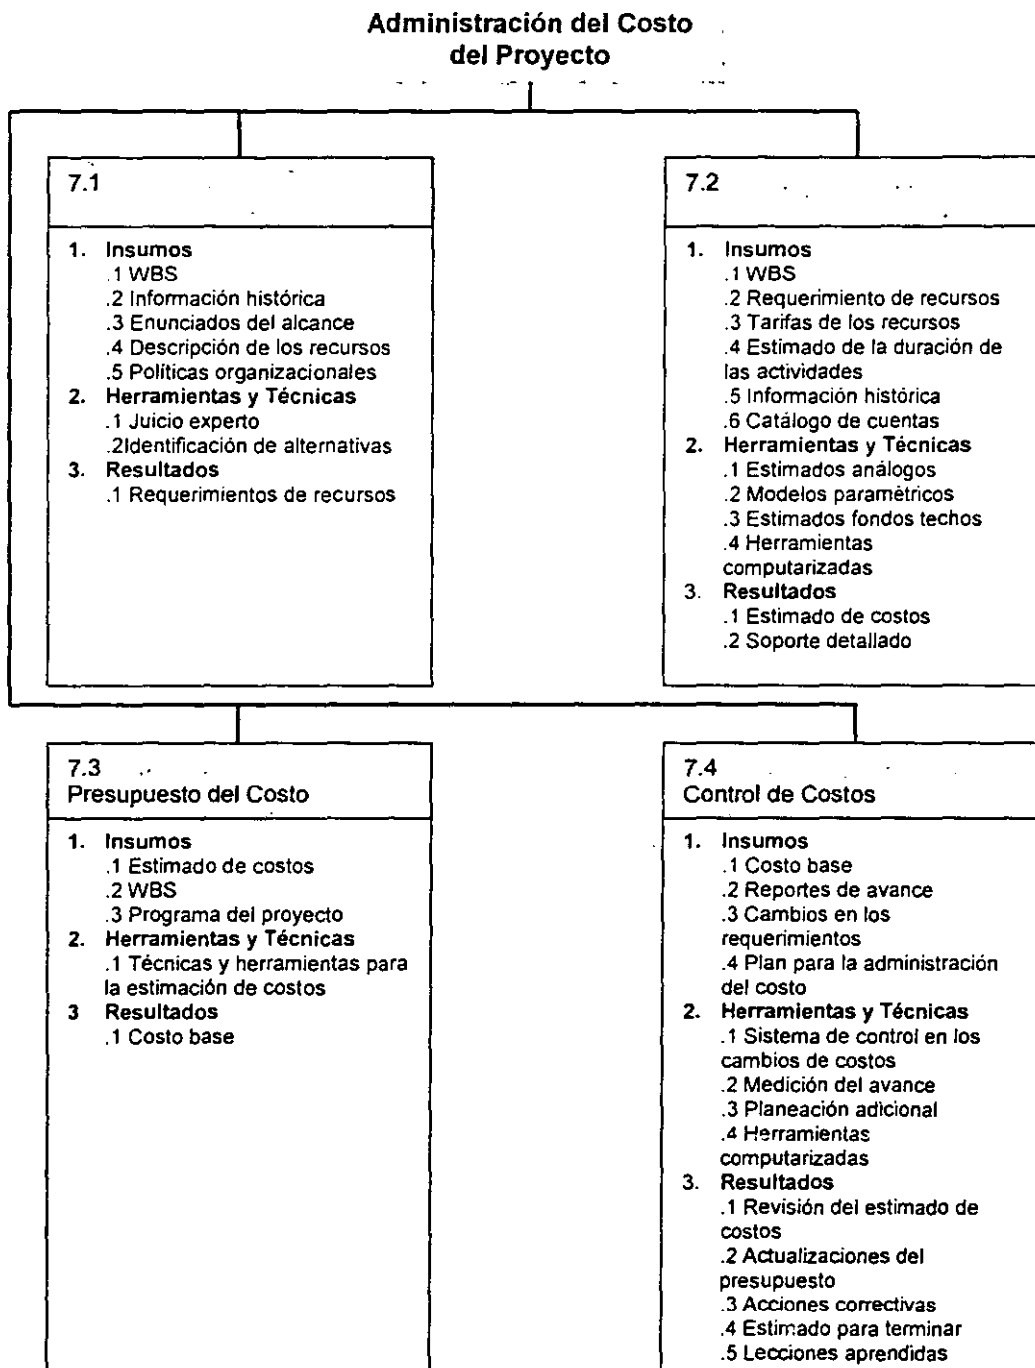 Administración del Costo
del Proyecto
7.1
1. Insumos
.1 WBS
.2 Información histórica
.3 Enunciados del alcance
.4 Descripción de los recursos
.5 Políticas organizacionales
2. Herramientas y Técnicas
.1 Juicio experto
.2Identificación de alternativas
3. Resultados
.1 Requerimientos de recursos
7.2
1. Insumos
.1 WBS
.2 Requerimiento de recursos
.3 Tarifas de los recursos
.4 Estimado de la duración de
las actividades
.5 Información histórica
.6 Catálogo de cuentas
2. Herramientas y Técnicas
.1 Estimados análogos
.2 Modelos paramétricos
.3 Estimados fondos techos
.4 Herramientas
computarizadas
3. Resultados
.1 Estimado de costos
.2 Soporte detallado
7.3
Presupuesto del Costo
1. Insumos
.1 Estimado de costos
.2 WBS
.3 Programa del proyecto
2. Herramientas y Técnicas
.1 Técnicas y herramientas para
la estimación de costos
3 Resultados
.1 Costo base
7.4
Control de Costos
1. Insumos
.1 Costo base
.2 Reportes de avance
.3 Cambios en los
requerimientos
.4 Plan para la administración
del costo
2. Herramientas y Técnicas
.1 Sistema de control en los
cambios de costos
.2 Medición del avance
.3 Planeación adicional
.4 Herramientas
computarizadas
3. Resultados
.1 Revisión del estimado de
costos
.2 Actualizaciones del
presupuesto
.3 Acciones correctivas
.4 Estimado para terminar
.5 Lecciones aprendidas